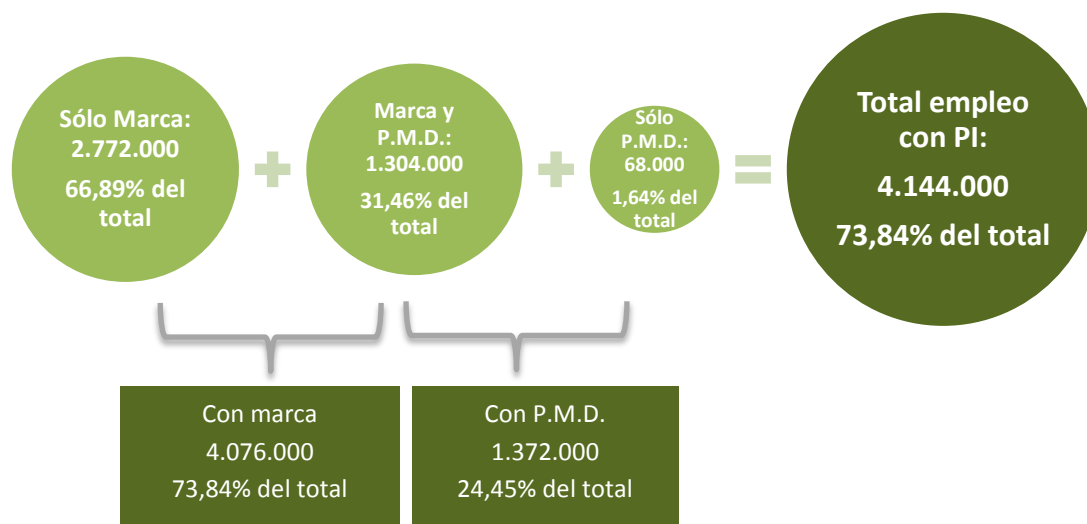 Sólo Marca:
2.772.000
66,89% del
total
Marca y
P.M.D.:
1.304.000
31,46% del
total
Sólo
P.M.D.:
68.000
1,64% del
total
Total empleo
con PI:
4.144.000
73,84% del total
Con marca
4.076.000
73,84% del total
Con P.M.D.
1.372.000
24,45% del total